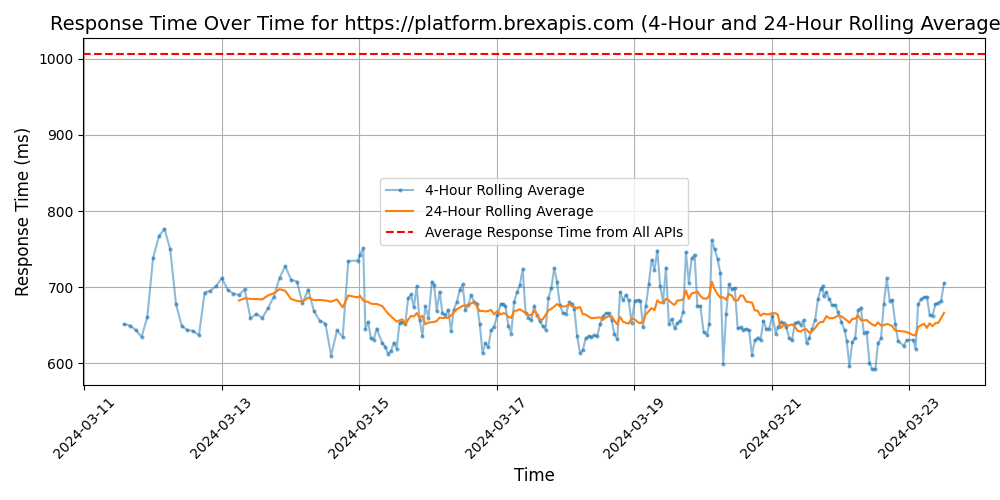 Response Time Over Time for https://platform.brexapis.com (4-Hour and 24-Hour Rolling Average
Response Time (ms)
1000
900
800
700
600
4-Hour Rolling Average
24-Hour Rolling Average
Average Response Time from All APIs
2024-03-11
2024-03-13
2024-03-15
2024-03-17
2024-03-19
2024-03-21
2024-03-23
Time